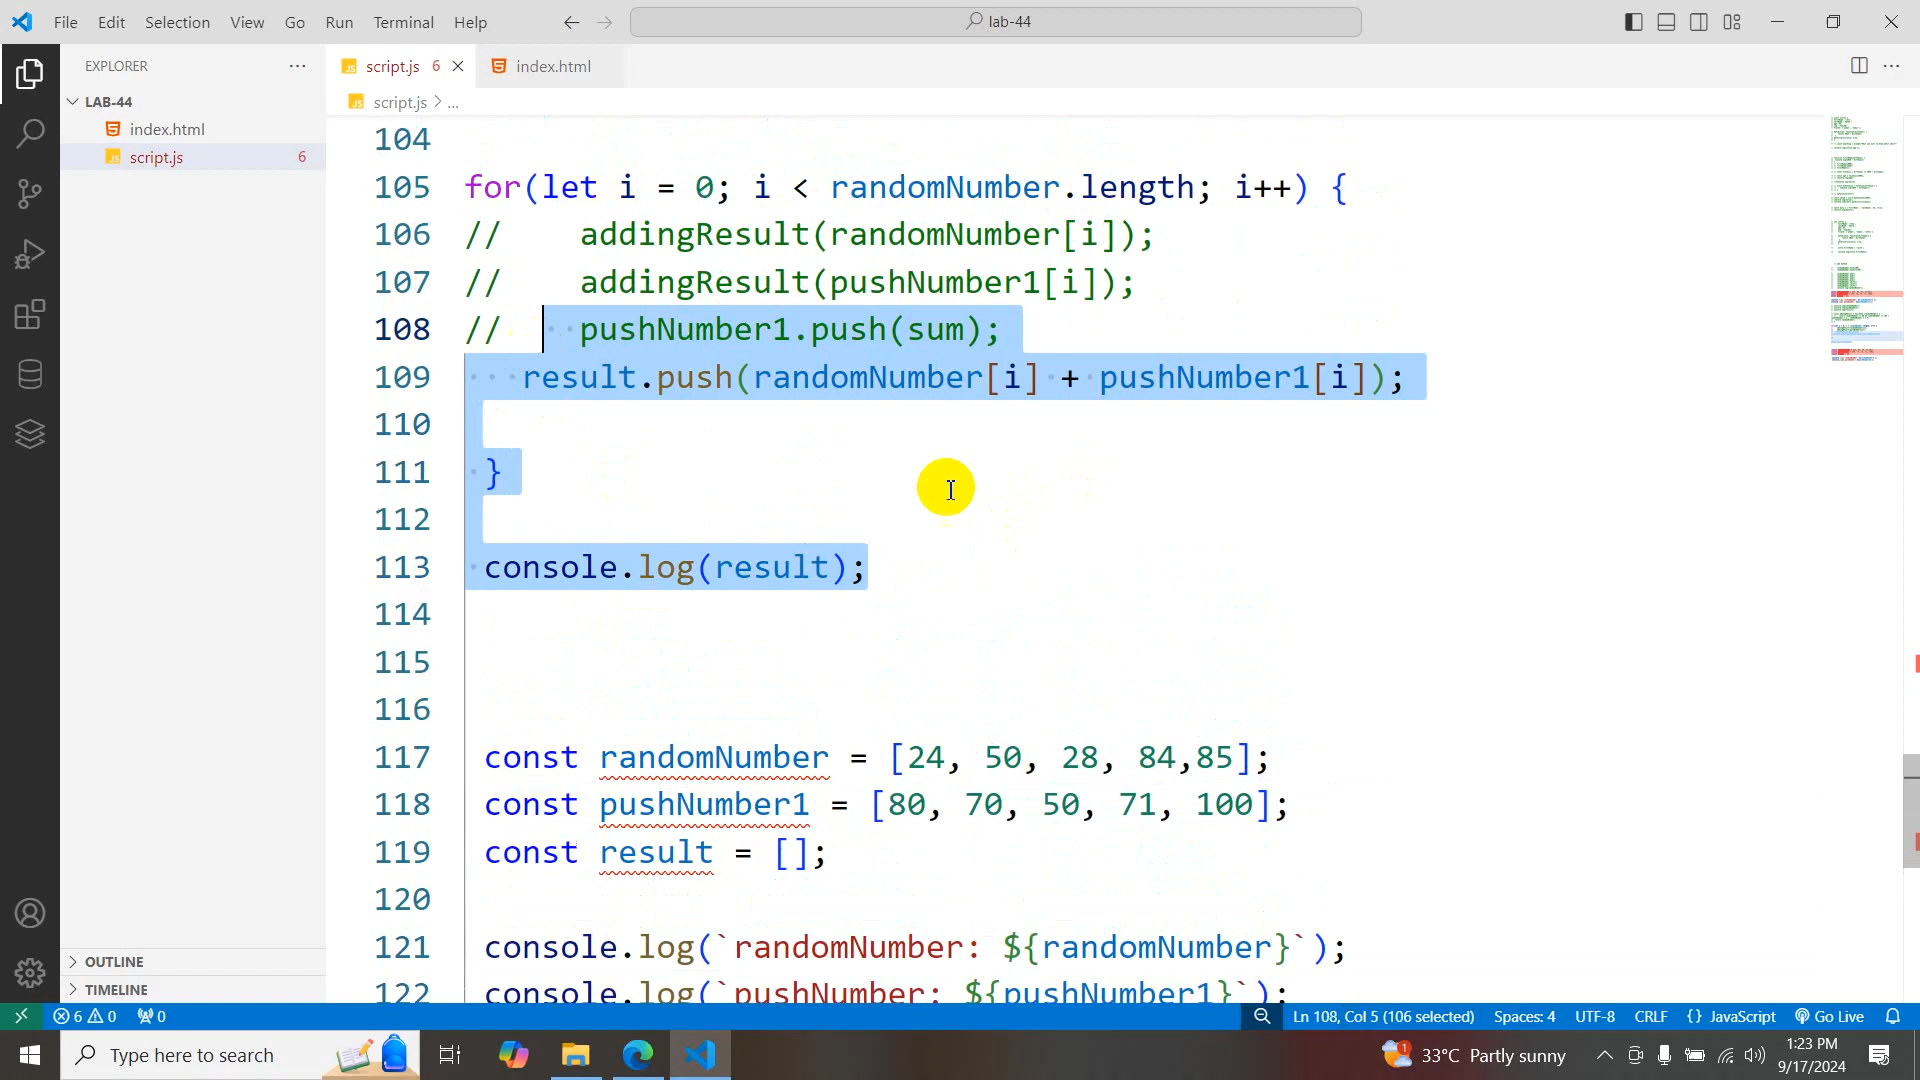 File Edit Selection View Go Run Terminal Help
lab-44
EXPLORER
LAB-44
index.html
script.js 6
OUTLINE
TIMELINE
script.js 6
index.html
script.js > ...
104
105 for(let i = 0; i < randomNumber.length; i++) {
106 // addingResult(randomNumber[i]);
107 // addingResult(pushNumber1[i]);
108 // pushNumber1.push(sum);
109 result.push(randomNumber[i] + pushNumber1[i]);
110
111 }
112
113 console.log(result);
114
115
116
117 const randomNumber = [24, 50, 28, 84,85];
118 const pushNumber1 = [80, 70, 50, 71, 100];
119 const result = [];
120
121 console.log(`randomNumber: ${randomNumber}`);
122 console.log(`pushNumber: ${pushNumber1}`);
6 0 0
Ln 108, Col 5 (106 selected) Spaces: 4 UTF-8 CRLF {} JavaScript Go Live
Type here to search
1
33°C Partly sunny
1:23 PM
9/17/2024